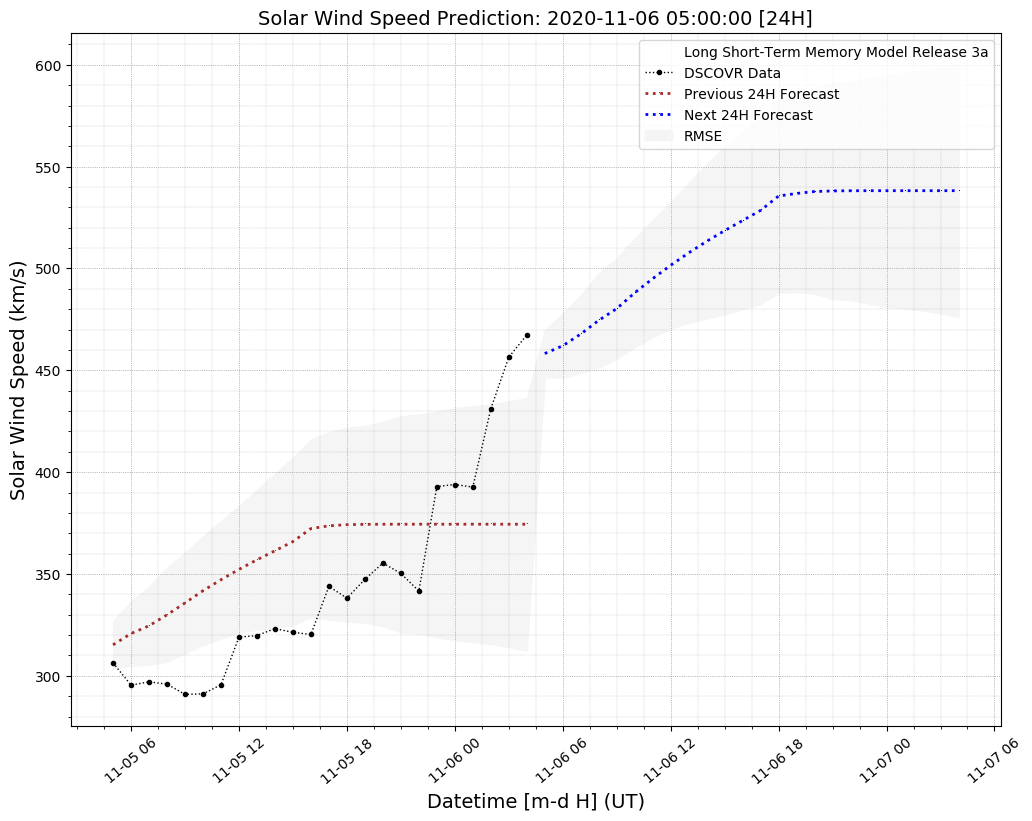 Solar Wind Speed Prediction: 2020-11-06 05:00:00 [24H]
Long Short-Term Memory Model Release 3a
DSCOVR Data
Previous 24H Forecast
Next 24H Forecast
RMSE
Solar Wind Speed (km/s)
600
550
500
450
400
350
300
11-05 06
11-05 12
11-05 18
11-06 00
11-06 06
11-06 12
11-06 18
11-07 00
11-07 06
Datetime [m-d H] (UT)